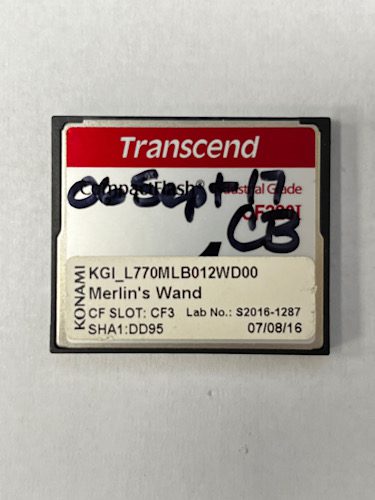 Transcend
CompactFlash® Industrial Grade
06 Sept 17
CB
KONAMI
KGI_L770MLB012WD00
Merlin's Wand
CF SLOT: CF3 Lab No.: S2016-1287
SHA1:DD95 07/08/16